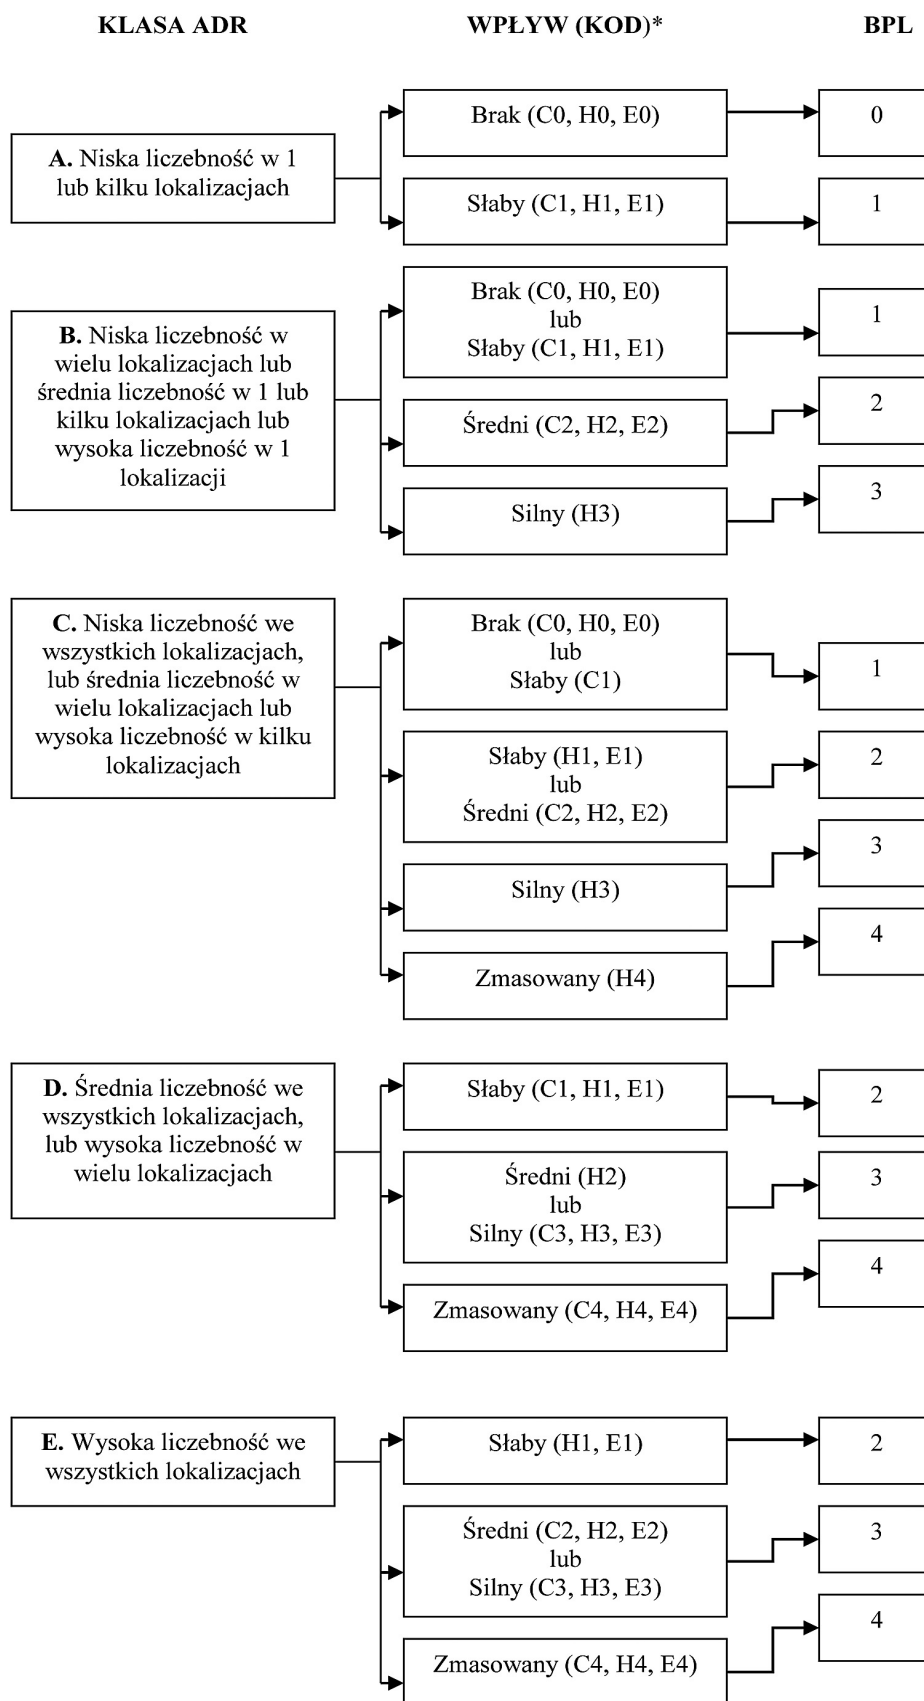 KLASA ADR
WPŁYW (KOD)*
BPL
A. Niska liczebność w 1
lub kilku lokalizacjach
Brak (C0, H0, E0)
0
Słaby (C1, H1, E1)
1
B. Niska liczebność w
wielu lokalizacjach lub
średnia liczebność w 1 lub
kilku lokalizacjach lub
wysoka liczebność w 1
lokalizacji
Brak (C0, H0, E0)
lub
Słaby (C1, H1, E1)
1
Średni (C2, H2, E2)
2
Silny (H3)
3
C. Niska liczebność we
wszystkich lokalizacjach,
lub średnia liczebność w
wielu lokalizacjach lub
wysoka liczebność w kilku
lokalizacjach
Brak (C0, H0, E0)
lub
Słaby (C1)
1
Słaby (H1, E1)
lub
Średni (C2, H2, E2)
2
Silny (H3)
3
Zmasowany (H4)
4
D. Średnia liczebność we
wszystkich lokalizacjach,
lub wysoka liczebność w
wielu lokalizacjach
Słaby (C1, H1, E1)
2
Średni (H2)
lub
Silny (C3, H3, E3)
3
Zmasowany (C4, H4, E4)
4
E. Wysoka liczebność we
wszystkich lokalizacjach
Słaby (H1, E1)
2
Średni (C2, H2, E2)
lub
Silny (C3, H3, E3)
3
Zmasowany (C4, H4, E4)
4